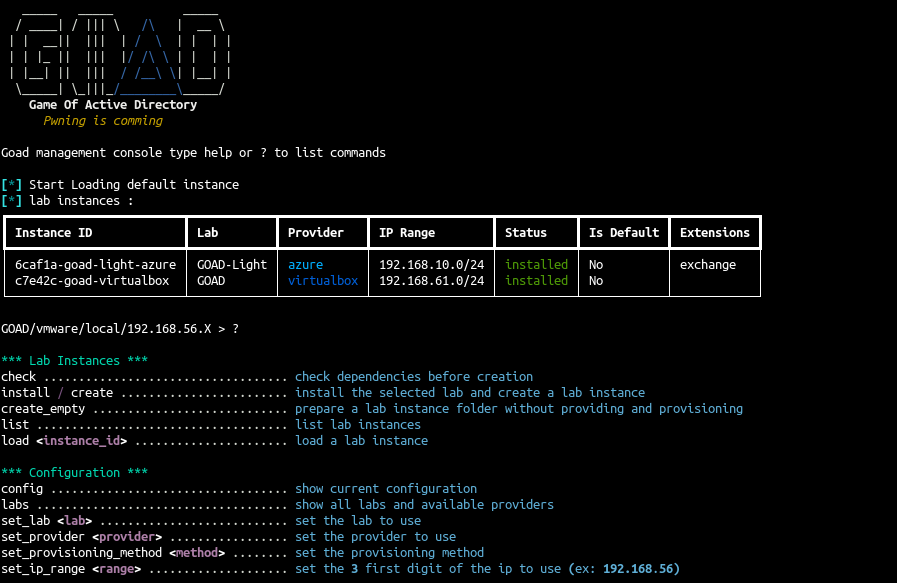 Game Of Active Directory
Pwning is comming
Goad management console type help or ? to list commands
[*] Start Loading default instance
[*] lab instances :
Instance ID Lab Provider IP Range Status Is Default Extensions
6caf1a-goad-light-azure GOAD-Light azure 192.168.10.0/24 installed No exchange
c7e42c-goad-virtualbox GOAD virtualbox 192.168.61.0/24 installed No
GOAD/vmware/local/192.168.56.X > ?
*** Lab Instances ***
check ................................... check dependencies before creation
install / create ........................ install the selected lab and create a lab instance
create_empty ............................ prepare a lab instance folder without providing and provisioning
list .................................... list lab instances
load <instance_id> ...................... load a lab instance
*** Configuration ***
config .................................. show current configuration
labs .................................... show all labs and available providers
set_lab <lab> ........................... set the lab to use
set_provider <provider> ................. set the provider to use
set_provisioning_method <method> ........ set the provisioning method
set_ip_range <range> .................... set the 3 first digit of the ip to use (ex: 192.168.56)